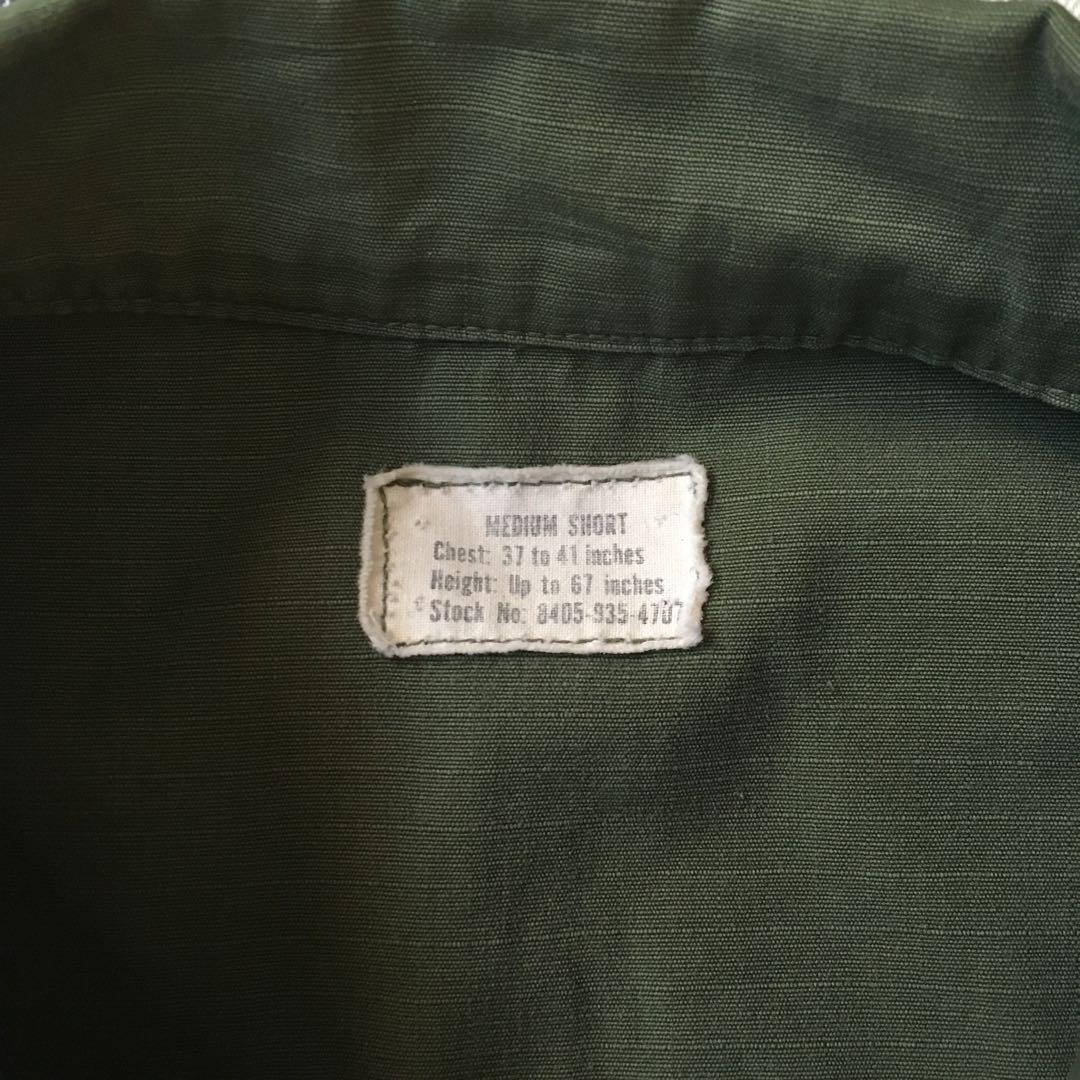 MEDIUM SHORT
Chest: 37 to 41 inches
Height: Up to 67 inches
Stock No: 8405-935-4707